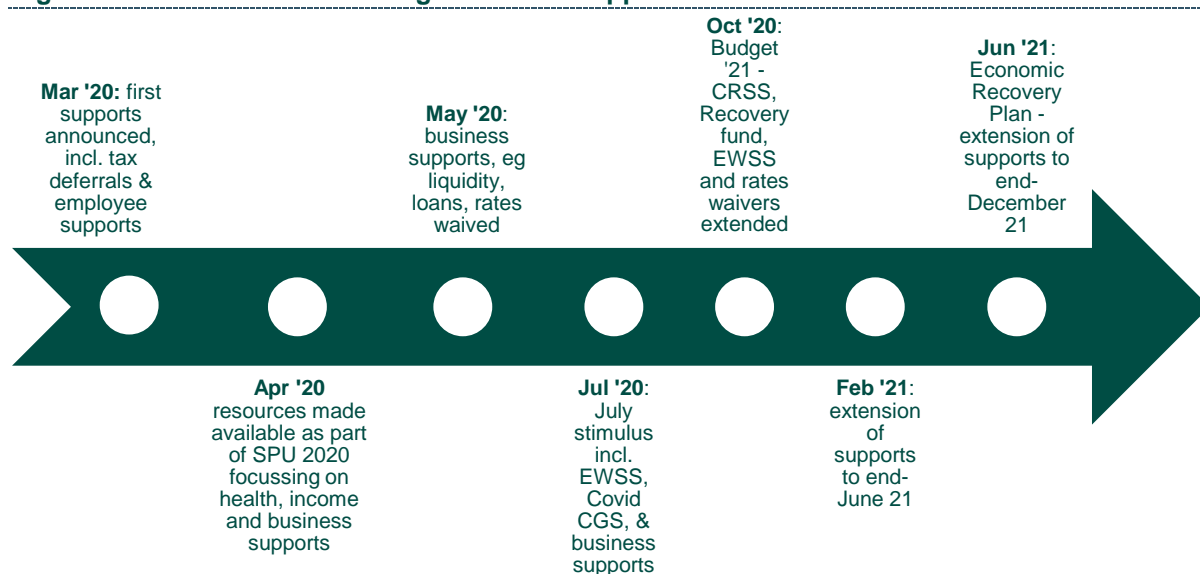 Mar '20: first
supports
announced,
incl. tax
deferrals &
employee
supports
Apr '20
resources made
available as part
of SPU 2020
focussing on
health, income
and business
supports
May '20:
business
supports, eg
liquidity,
loans, rates
waived
Jul '20:
July
stimulus
incl.
EWSS,
Covid
CGS, &
business
supports
Oct '20:
Budget
'21 -
CRSS,
Recovery
fund,
EWSS
and rates
waivers
extended
Feb '21:
extension
of
supports
to end-
June 21
Jun '21:
Economic
Recovery
Plan -
extension of
supports to
end-
December
21